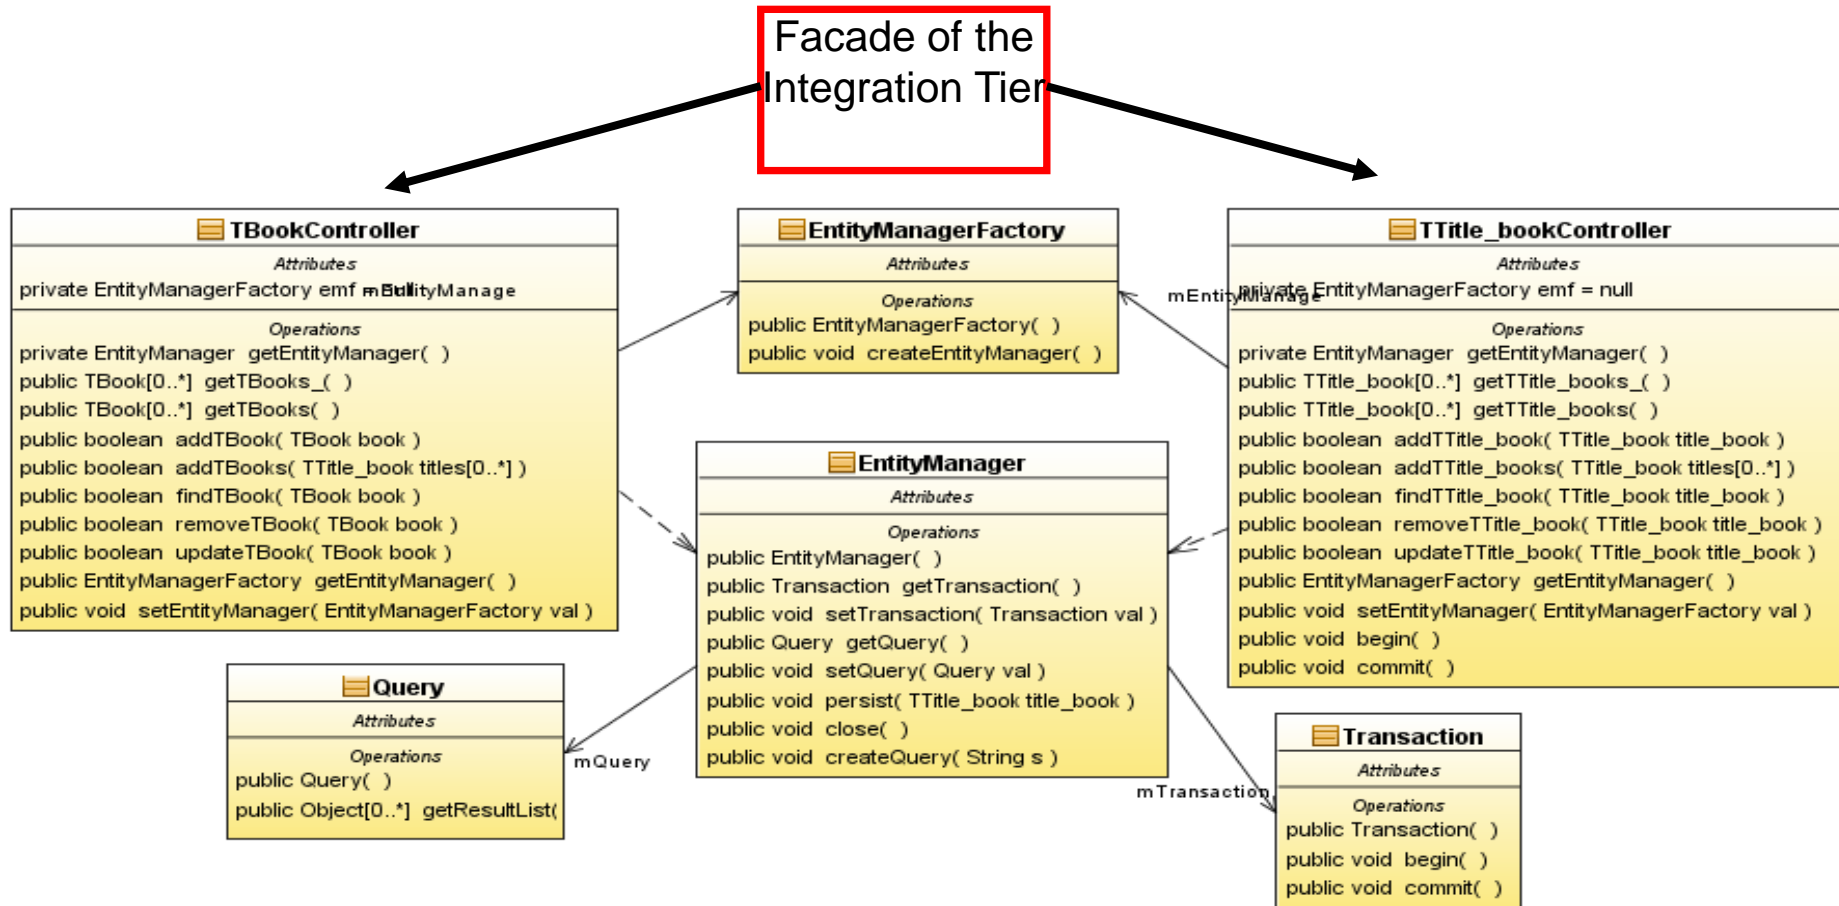 Facade of the
Integration Tier
TBookController
Attributes
private EntityManagerFactory emf = null
mEntityManage
Operations
private EntityManager getEntityManager( )
public TBook[0..*] getTBooks_( )
public TBook[0..*] getTBooks( )
public boolean addTBook( TBook book )
public boolean addTBooks( TTitle_book titles[0..*] )
public boolean findTBook( TBook book )
public boolean removeTBook( TBook book )
public boolean updateTBook( TBook book )
public EntityManagerFactory getEntityManager( )
public void setEntityManager( EntityManagerFactory val )
EntityManagerFactory
Attributes
Operations
public EntityManagerFactory( )
public void createEntityManager( )
TTitle_bookController
Attributes
private EntityManagerFactory emf = null
mEntityManage
Operations
private EntityManager getEntityManager( )
public TTitle_book[0..*] getTTitle_books_( )
public TTitle_book[0..*] getTTitle_books( )
public boolean addTTitle_book( TTitle_book title_book )
public boolean addTTitle_books( TTitle_book titles[0..*] )
public boolean findTTitle_book( TTitle_book title_book )
public boolean removeTTitle_book( TTitle_book title_book )
public boolean updateTTitle_book( TTitle_book title_book )
public EntityManagerFactory getEntityManager( )
public void setEntityManager( EntityManagerFactory val )
public void begin( )
public void commit( )
EntityManager
Attributes
Operations
public EntityManager( )
public Transaction getTransaction( )
public void setTransaction( Transaction val )
public Query getQuery( )
public void setQuery( Query val )
public void persist( TTitle_book title_book )
public void close( )
public void createQuery( String s )
Query
Attributes
Operations
public Query( )
public Object[0..*] getResultList(
mQuery
mTransaction
Transaction
Attributes
Operations
public Transaction( )
public void begin( )
public void commit( )